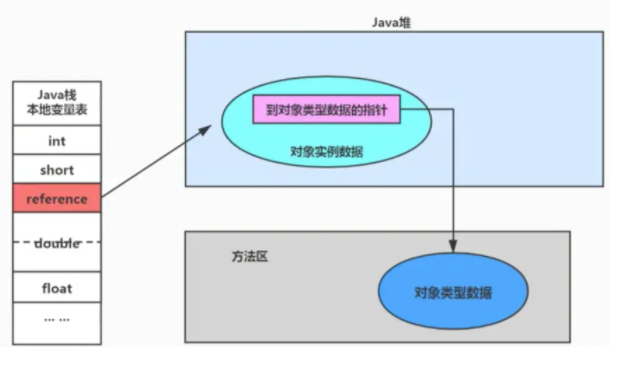 Java堆
Java栈
本地变量表
int
short
reference
double
float
... ...
到对象类型数据的指针
对象实例数据
方法区
对象类型数据